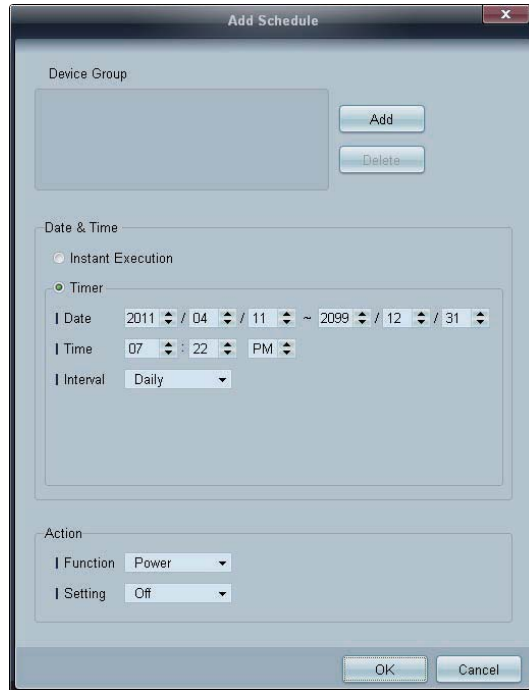 Add Schedule
x
Device Group
Add
Delete
Date & Time
Instant Execution
Timer
Date 2011 / 04 / 11 ~ 2099 / 12 / 31
Time 07 : 22 PM
Interval Daily
Action
Function Power
Setting Off
OK Cancel